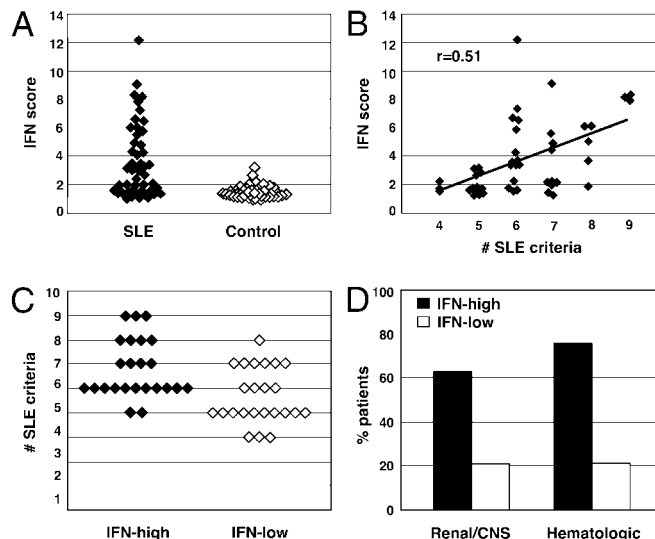 A
IFN score
14
12
10
8
6
4
2
0
SLE Control
B
IFN score
14
12
10
8
6
4
2
0
r=0.51
4 5 6 7 8 9
# SLE criteria
C
# SLE criteria
10
9
8
7
6
5
4
3
2
1
IFN-high IFN-low
D
% patients
100
80
60
40
20
0
IFN-high
IFN-low
Renal/CNS Hematologic